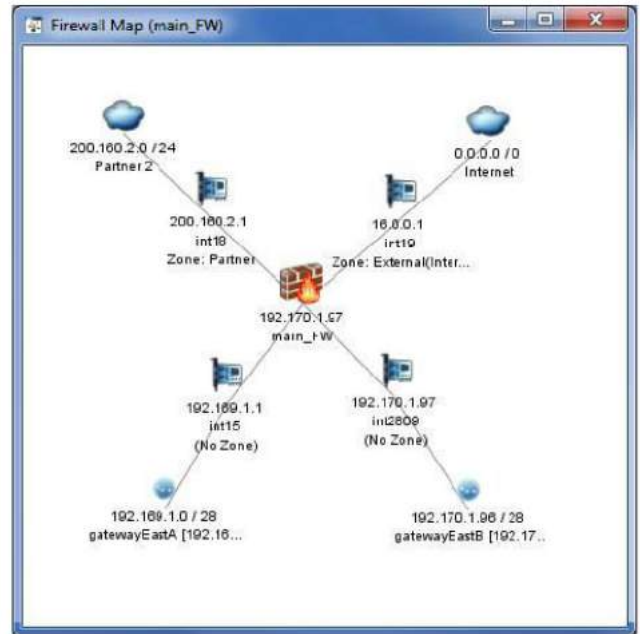 Firewall Map (main_FW)
200.160.2.0 /24
Partner 2
0.0.0.0 /0
Internet
200.160.2.1
int18
Zone: Partner
16.0.0.1
int19
Zone: External(Inter...
192.170.1.97
main_FW
192.169.1.1
int15
(No Zone)
192.170.1.97
int2809
(No Zone)
192.169.1.0 / 28
gatewayEastA [192.16...
192.170.1.96 / 28
gatewayEastB [192.17..